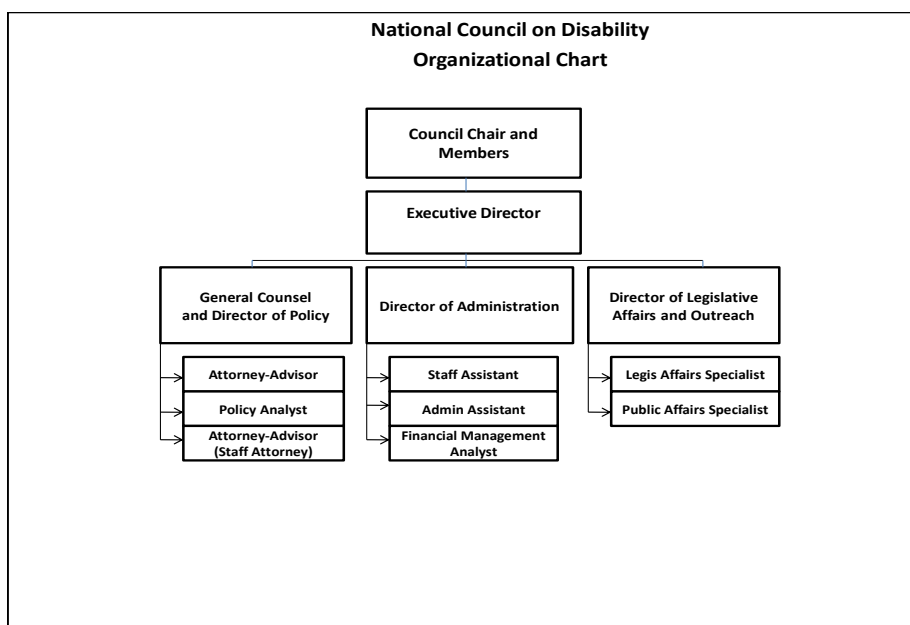 National Council on Disability
Organizational Chart
Council Chair and
Members
Executive Director
General Counsel
and Director of Policy
Director of Administration
Director of Legislative
Affairs and Outreach
Attorney-Advisor
Policy Analyst
Attorney-Advisor
(Staff Attorney)
Staff Assistant
Admin Assistant
Financial Management
Analyst
Legis Affairs Specialist
Public Affairs Specialist